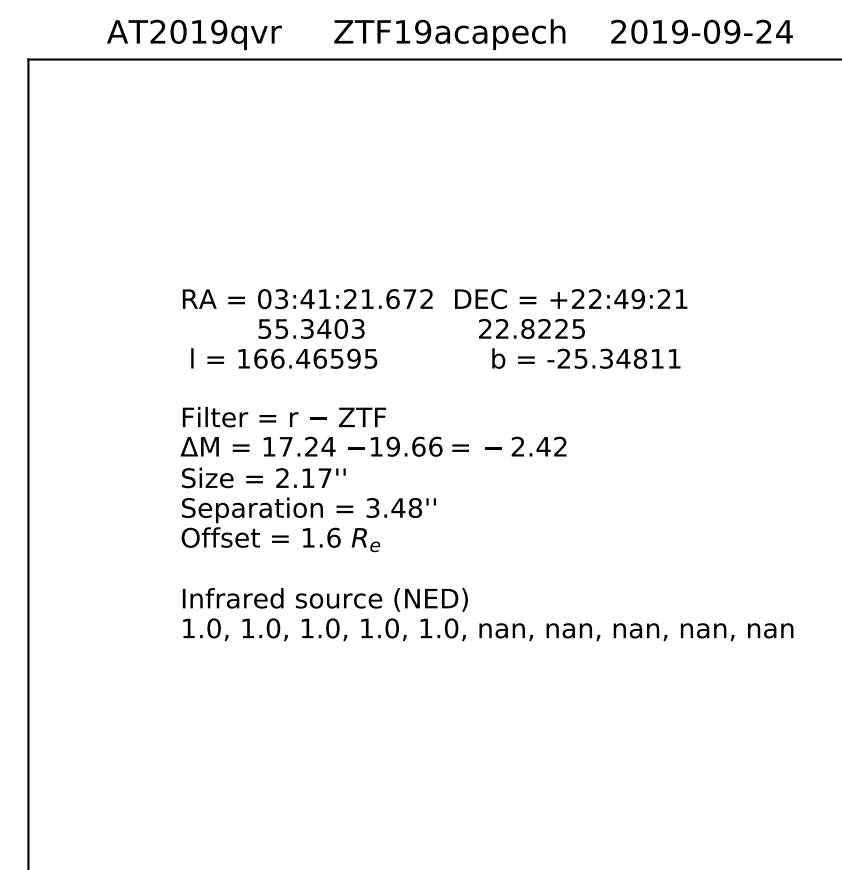 AT2019qvr ZTF19acapech 2019-09-24
RA = 03:41:21.672 DEC = +22:49:21
55.3403 22.8225
l = 166.46595 b = -25.34811
Filter = r − ZTF
ΔM = 17.24 −19.66 = − 2.42
Size = 2.17''
Separation = 3.48''
Offset = 1.6 Rₑ
Infrared source (NED)
1.0, 1.0, 1.0, 1.0, 1.0, nan, nan, nan, nan, nan